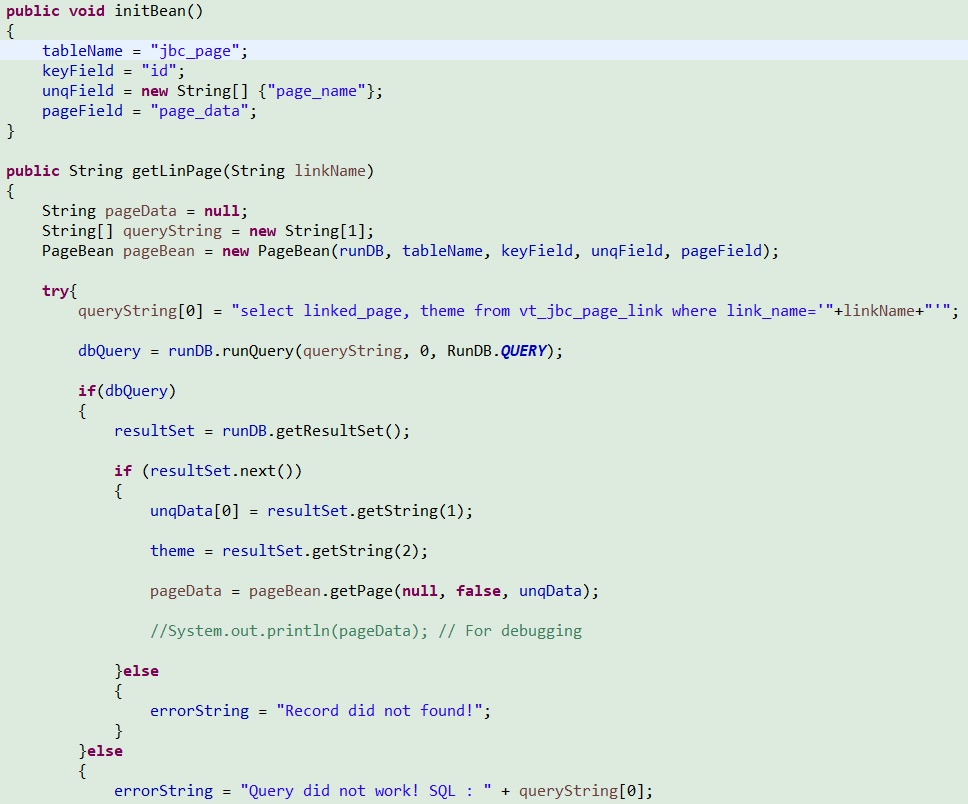 public void initBean()
{
tableName = "jbc_page";
keyField = "id";
unqField = new String[] {"page_name"};
pageField = "page_data";
}
public String getLinPage(String linkName)
{
String pageData = null;
String[] queryString = new String[1];
PageBean pageBean = new PageBean(runDB, tableName, keyField, unqField, pageField);
try{
queryString[0] = "select linked_page, theme from vt_jbc_page_link where link_name='"+linkName+"'";
dbQuery = runDB.runQuery(queryString, 0, RunDB.QUERY);
if(dbQuery)
{
resultSet = runDB.getResultSet();
if (resultSet.next())
{
unqData[0] = resultSet.getString(1);
theme = resultSet.getString(2);
pageData = pageBean.getPage(null, false, unqData);
//System.out.println(pageData); // For debugging
}else
{
errorString = "Record did not found!";
}
}else
{
errorString = "Query did not work! SQL : " + queryString[0];